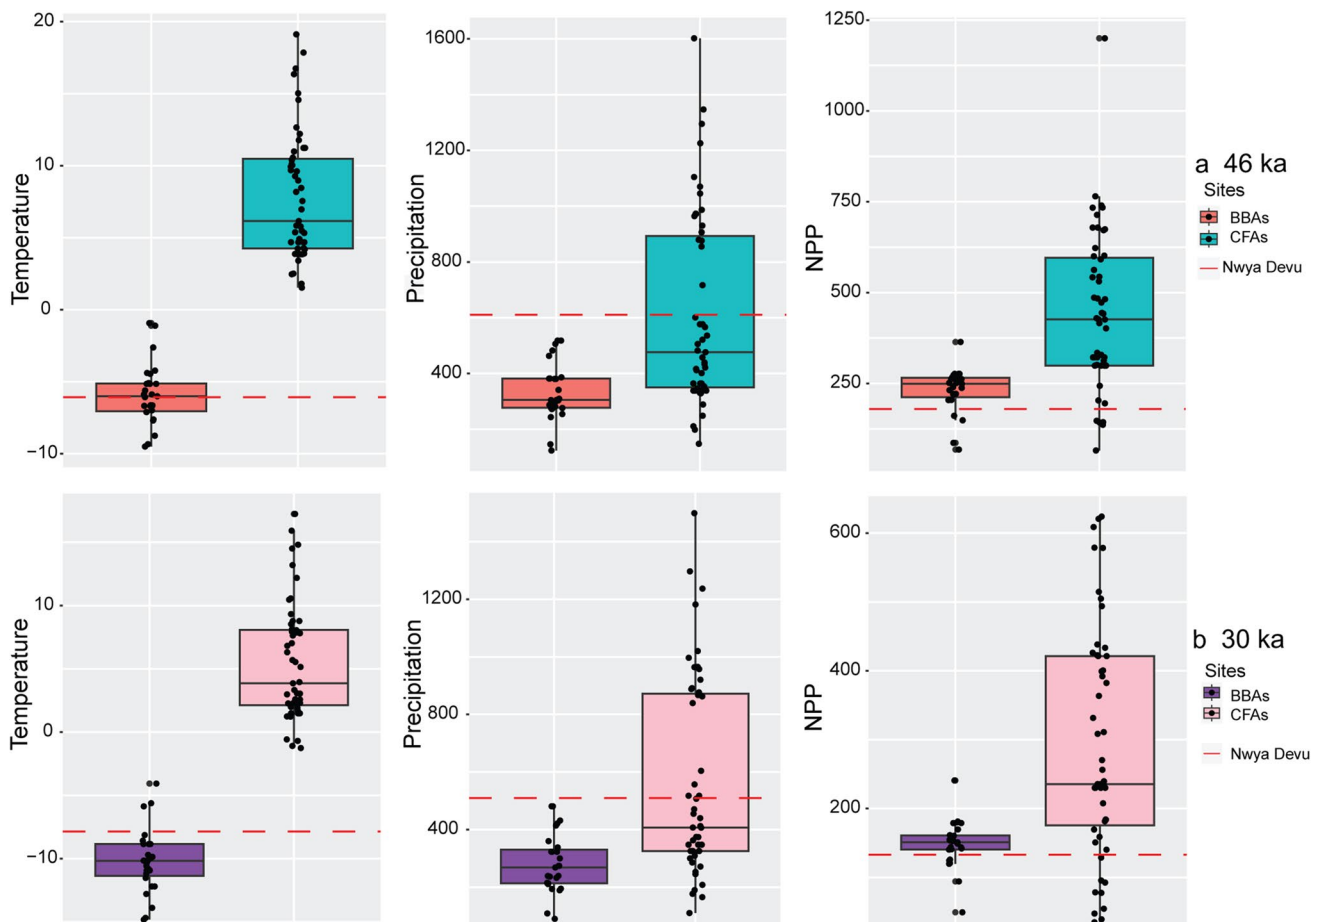 20
10
0
−10
Temperature
1600
1200
800
400
Precipitation
1250
1000
750
500
250
NPP
a 46 ka
Sites
BBAs
CFAs
Nwya Devu
10
0
−10
Temperature
1200
800
400
Precipitation
600
400
200
NPP
b 30 ka
Sites
BBAs
CFAs
Nwya Devu